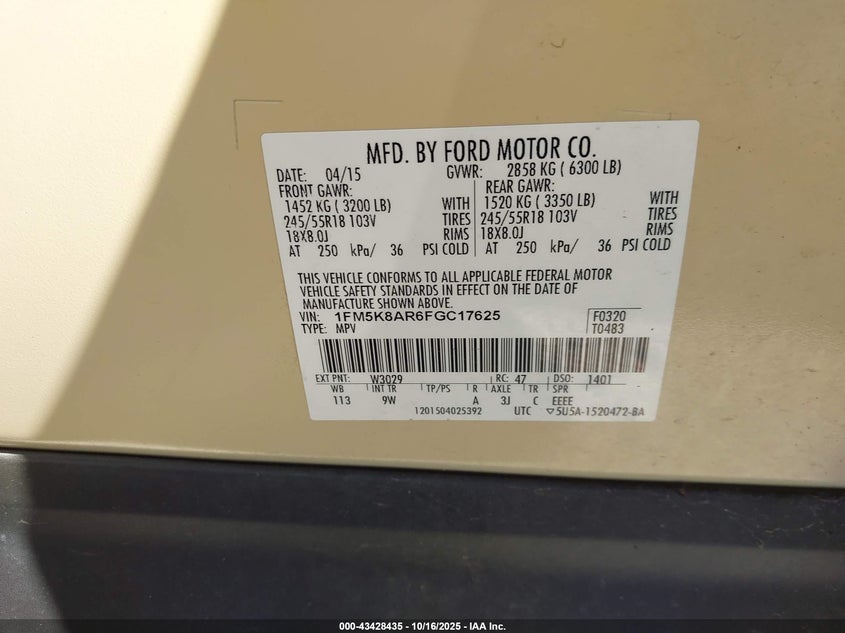 MFD. BY FORD MOTOR CO.
DATE: 04/15 GVWR: 2858 KG ( 6300 LB)
FRONT GAWR: REAR GAWR:
1452 KG ( 3200 LB) WITH 1520 KG ( 3350 LB) WITH
245/55R18 103V TIRES 245/55R18 103V TIRES
18X8.0J RIMS 18X8.0J RIMS
AT 250 kPa/ 36 PSI COLD AT 250 kPa/ 36 PSI COLD
THIS VEHICLE CONFORMS TO ALL APPLICABLE FEDERAL MOTOR
VEHICLE SAFETY STANDARDS IN EFFECT ON THE DATE OF
MANUFACTURE SHOWN ABOVE.
VIN: 1FM5K8AR6FGC17625 F0320
TYPE: MPV T0483
EXT PNT: W3029 RC: 47 DSO: 1401
WB INT TR TP/PS R AXLE TR SPR
113 9W A 3J C EEEE
1201504025392 UTC ▽5U5A-1520472-BA
000-43428435 - 10/16/2025 - IAA Inc.